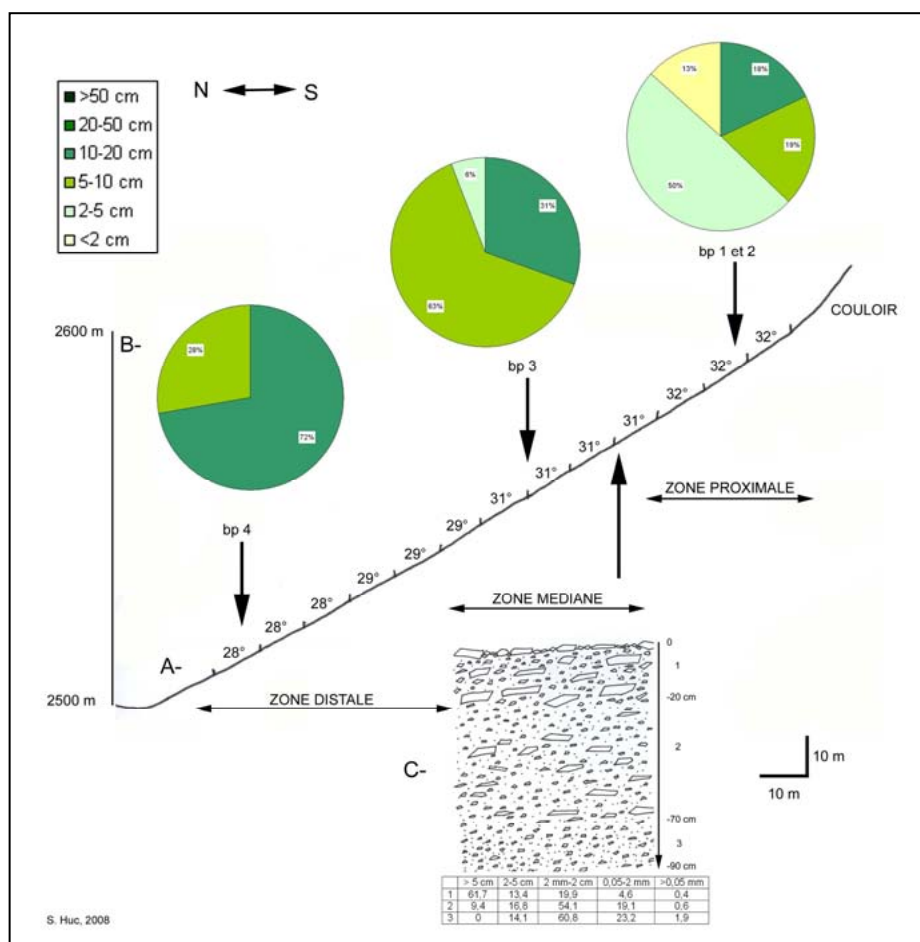 >50 cm
20-50 cm
10-20 cm
5-10 cm
2-5 cm
<2 cm
N S
13%
18%
19%
50%
6%
31%
63%
28%
72%
bp 1 et 2
bp 3
bp 4
COULOIR
2600 m
B-
32°
32°
32°
31°
31°
31°
31°
29°
29°
29°
28°
28°
28°
A-
2500 m
ZONE PROXIMALE
ZONE MEDIANE
ZONE DISTALE
C-
0
1
-20 cm
2
-70 cm
3
-90 cm
10 m
10 m
> 5 cm 2-5 cm 2 mm-2 cm 0,05-2 mm >0,05 mm
1 61,7 13,4 19,9 4,6 0,4
2 9,4 16,8 54,1 19,1 0,6
3 0 14,1 60,8 23,2 1,9
S. Huc, 2008